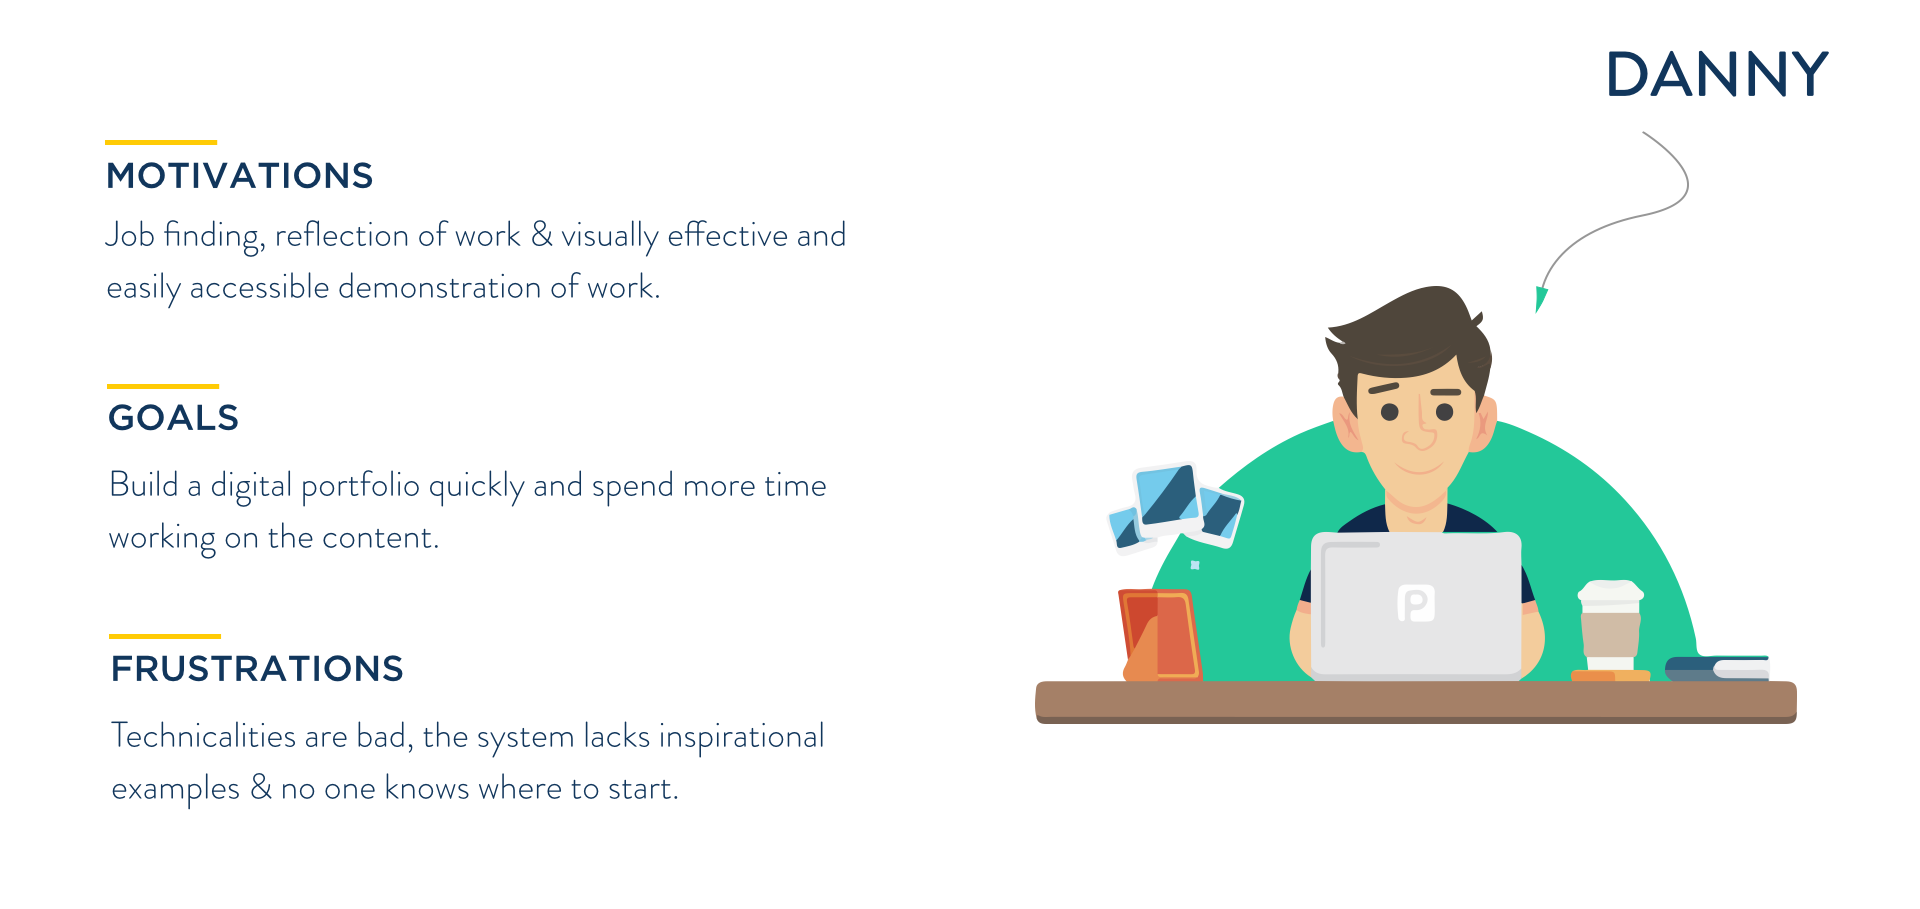 DANNY
MOTIVATIONS
Job finding, reflection of work & visually effective and
easily accessible demonstration of work.
GOALS
Build a digital portfolio quickly and spend more time
working on the content.
FRUSTRATIONS
Technicalities are bad, the system lacks inspirational
examples & no one knows where to start.
P